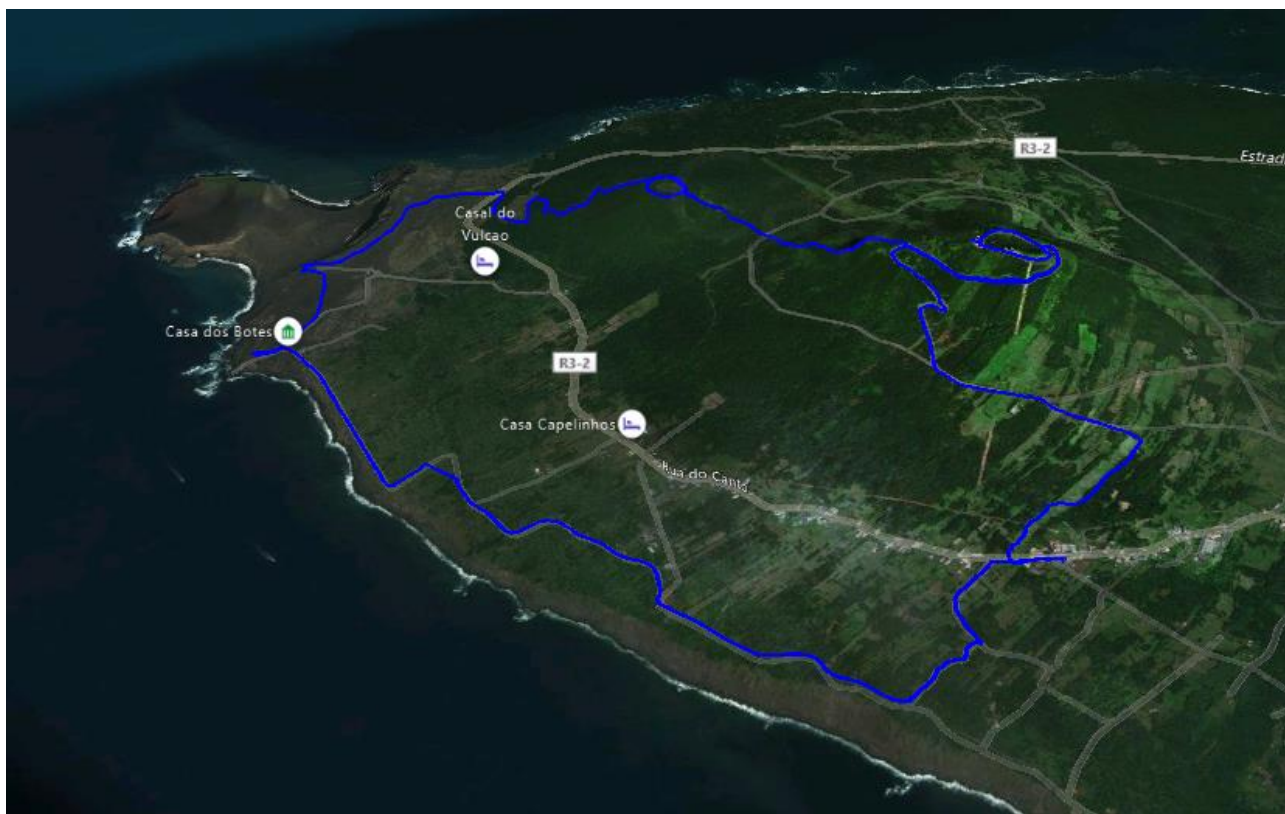 R3-2
Estrad
Casal do
Vulcao
Casa dos Botes
R3-2
Casa Capelinhos
Rua do Canto